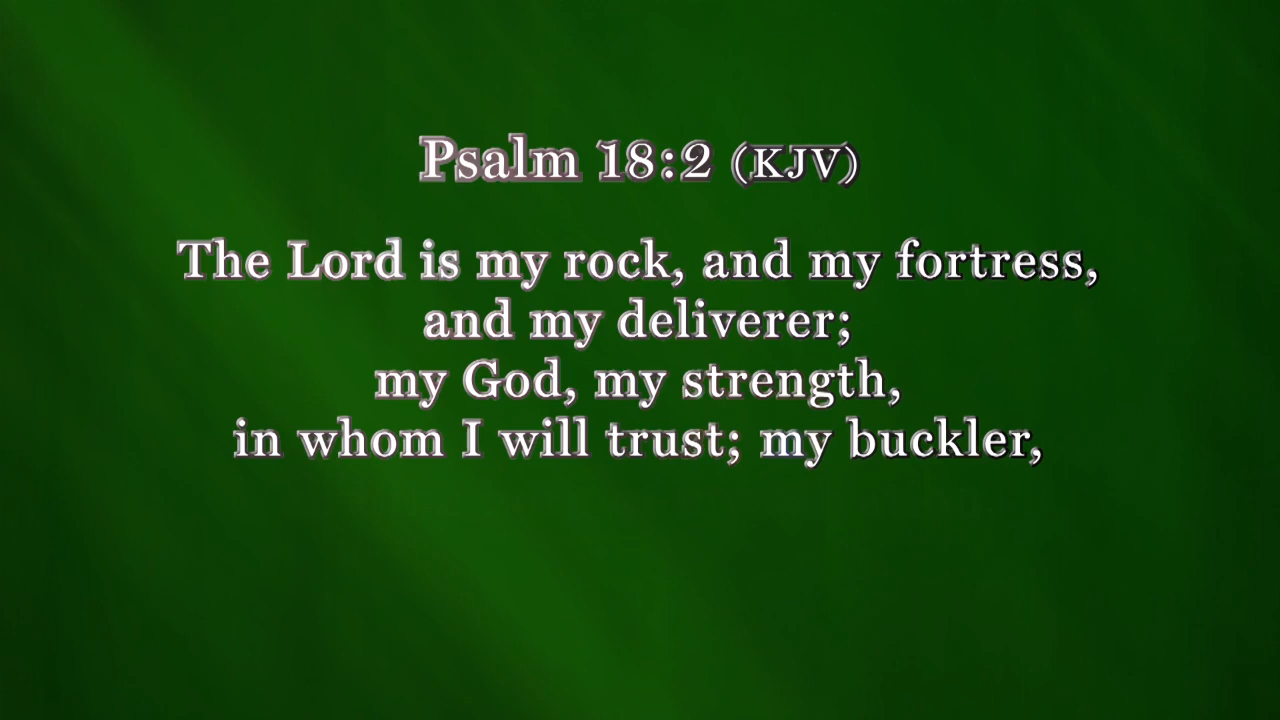 Psalm 18:2 (KJV)
The Lord is my rock, and my fortress,
and my deliverer;
my God, my strength,
in whom I will trust; my buckler,